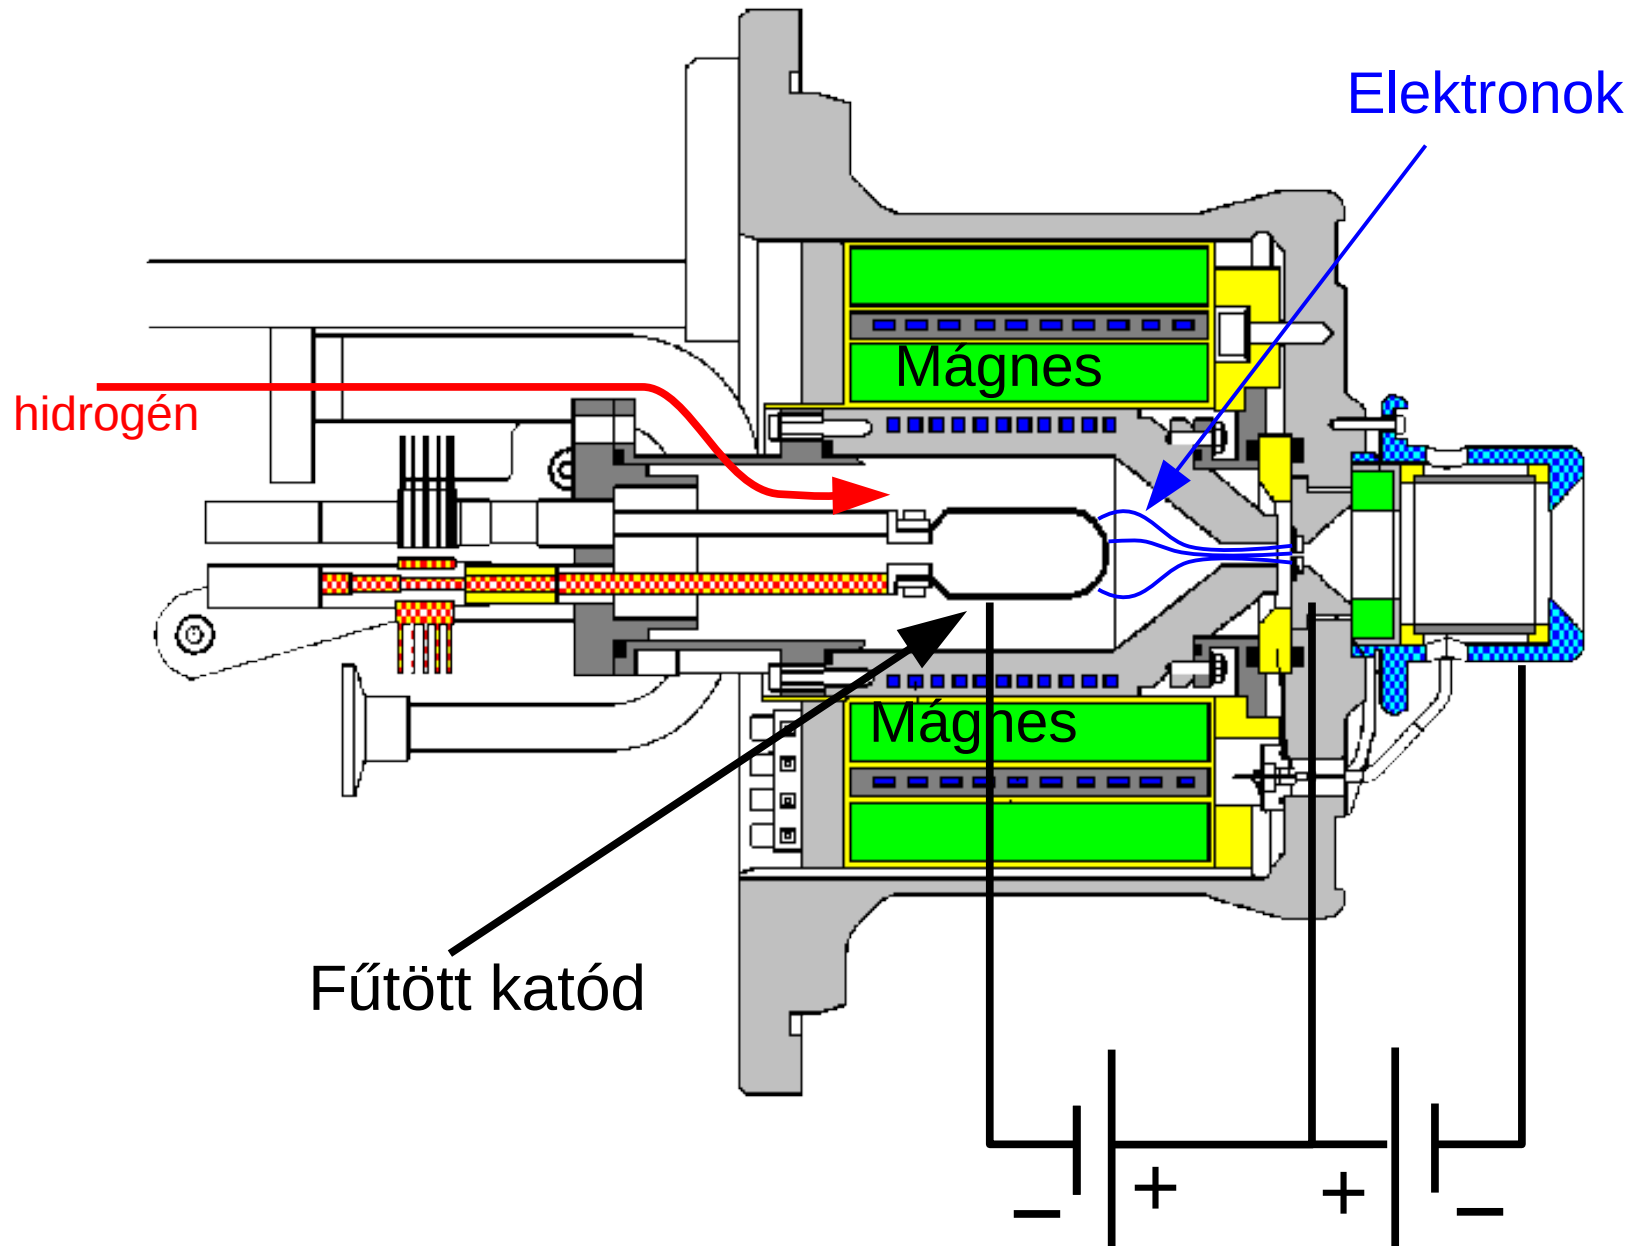 Elektronok
Mágnes
hidrogén
Mágnes
Fűtött katód
+
+
−
−